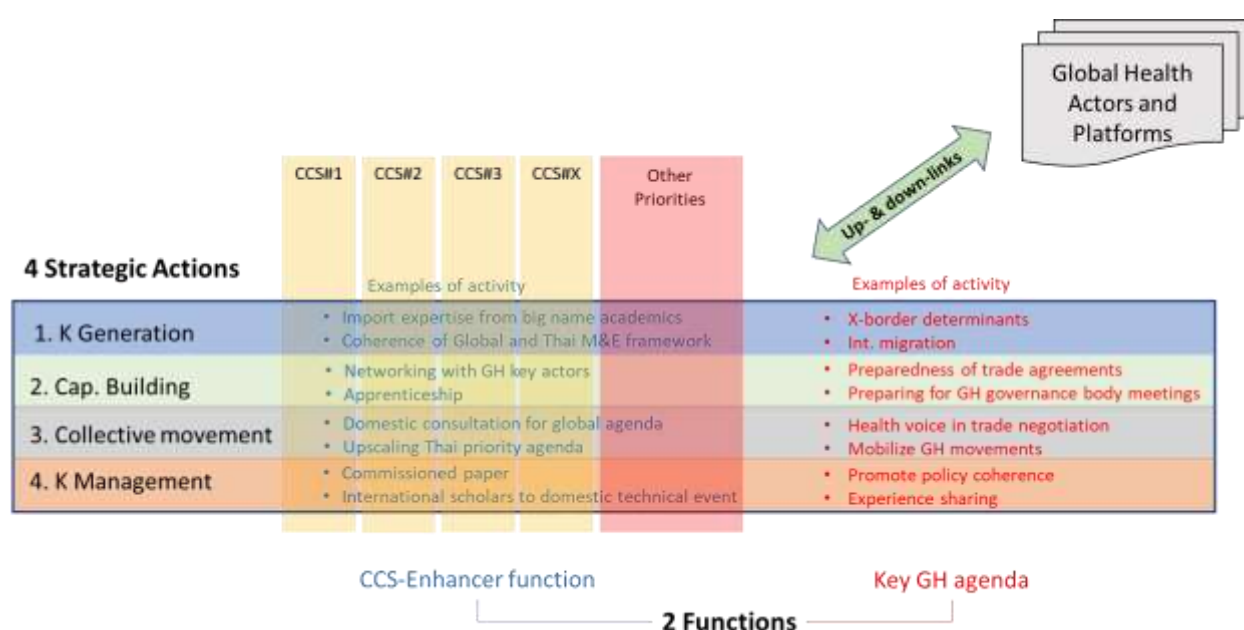 Global Health
Actors and
Platforms
Up- & down-links
CCS#1
CCS#2
CCS#3
CCS#X
Other
Priorities
4 Strategic Actions
Examples of activity
Examples of activity
1. K Generation
• Import expertise from big name academics
• Coherence of Global and Thai M&E framework
• X-border determinants
• Int. migration
2. Cap. Building
• Networking with GH key actors
• Apprenticeship
• Preparedness of trade agreements
• Preparing for GH governance body meetings
3. Collective movement
• Domestic consultation for global agenda
• Upscaling Thai priority agenda
• Health voice in trade negotiation
• Mobilize GH movements
4. K Management
• Commissioned paper
• International scholars to domestic technical event
• Promote policy coherence
• Experience sharing
CCS-Enhancer function
Key GH agenda
2 Functions